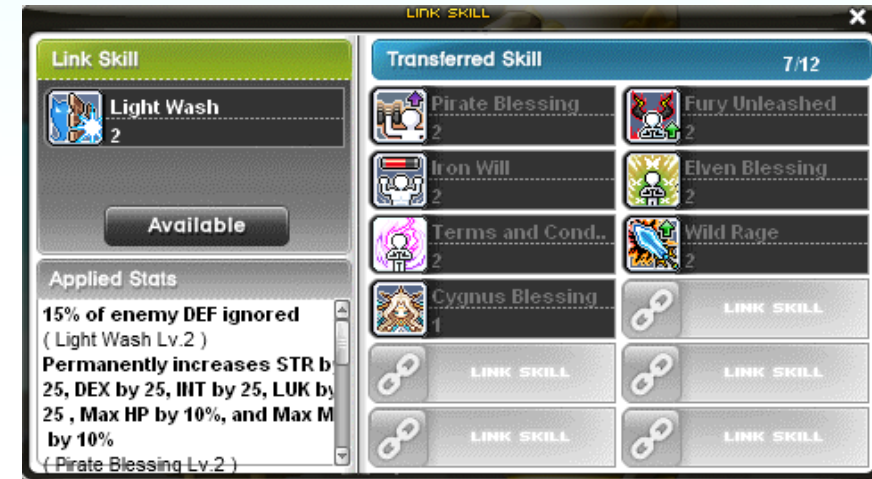 LINK SKILL
Link Skill
Light Wash
2
Available
Applied Stats
15% of enemy DEF ignored
( Light Wash Lv.2 )
Permanently increases STR by
25, DEX by 25, INT by 25, LUK by
25 , Max HP by 10%, and Max M
by 10%
( Pirate Blessing Lv.2 )
Transferred Skill
7/12
Pirate Blessing
2
Fury Unleashed
2
Iron Will
2
Elven Blessing
2
Terms and Cond..
2
Wild Rage
2
Cygnus Blessing
1
LINK SKILL
LINK SKILL
LINK SKILL
LINK SKILL
LINK SKILL